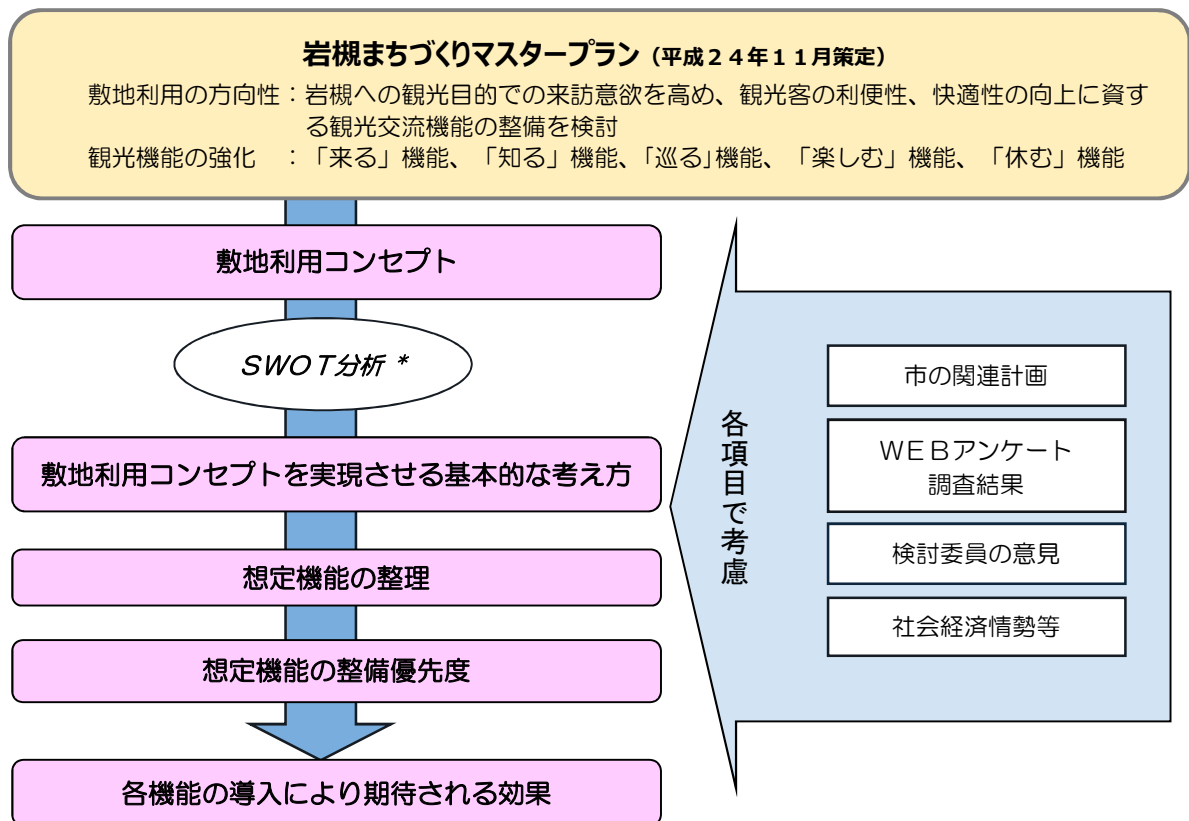 岩槻まちづくりマスタープラン（平成２４年１１月策定）
敷地利用の方向性：岩槻への観光目的での来訪意欲を高め、観光客の利便性、快適性の向上に資す
る観光交流機能の整備を検討
観光機能の強化　：「来る」機能、「知る」機能、「巡る」機能、「楽しむ」機能、「休む」機能
敷地利用コンセプト
ＳＷＯＴ分析 *
敷地利用コンセプトを実現させる基本的な考え方
想定機能の整理
想定機能の整備優先度
各機能の導入により期待される効果
各項目で考慮
市の関連計画
ＷＥＢアンケート
調査結果
検討委員の意見
社会経済情勢等